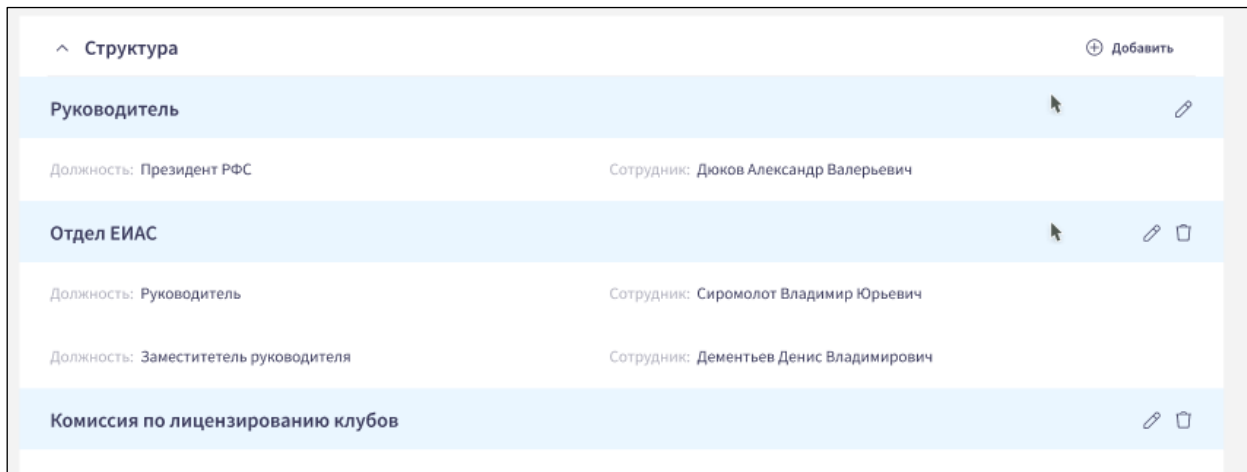 Структура
Добавить
Руководитель
Должность: Президент РФС Сотрудник: Дюков Александр Валерьевич
Отдел ЕИАС
Должность: Руководитель Сотрудник: Сиромолот Владимир Юрьевич
Должность: Заместитетель руководителя Сотрудник: Дементьев Денис Владимирович
Комиссия по лицензированию клубов